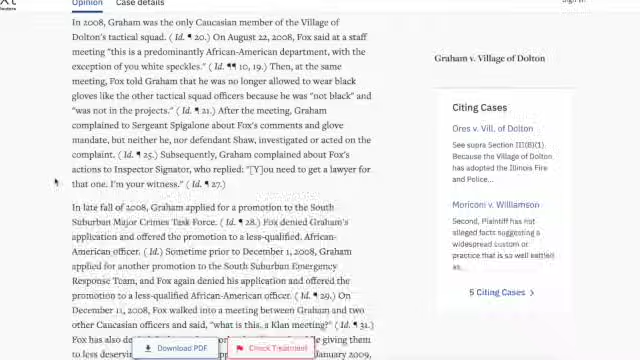 Opinion Case details
In 2008, Graham was the only Caucasian member of the Village of
Dolton's tactical squad. ( Id. ¶ 20.) On August 22, 2008, Fox said at a staff
meeting "this is a predominantly African-American department, with the
exception of you white speckles." ( Id. ¶¶ 10, 19.) Then, at the same
meeting, Fox told Graham that he was no longer allowed to wear black
gloves like the other tactical squad officers because he was "not black" and
"was not in the projects." ( Id. ¶ 21.) After the meeting, Graham
complained to Sergeant Spigalone about Fox's comments and glove
mandate, but neither he, nor defendant Shaw, investigated or acted on the
complaint. ( Id. ¶ 25.) Subsequently, Graham complained about Fox's
actions to Inspector Signator, who replied: "[Y]ou need to get a lawyer for
that one. I'm your witness." ( Id. ¶ 27.)
In late fall of 2008, Graham applied for a promotion to the South
Suburban Major Crimes Task Force. ( Id. ¶ 28.) Fox denied Graham's
application and offered the promotion to a less-qualified, African-
American officer. ( Id.) Sometime prior to December 1, 2008, Graham
applied for another promotion to the South Suburban Emergency
Response Team, and Fox again denied his application and offered the
promotion to a less-qualified African-American officer. ( Id. ¶ 29.) On
December 11, 2008, Fox walked into a meeting between Graham and two
other Caucasian officers and said, "what is this, a Klan meeting?" ( Id. ¶ 31.)
Fox has also
giving them
to less
January 2009,
Download PDF
Check Treatment
Graham v. Village of Dolton
Citing Cases
Ores v. Vill. of Dolton
See supra Section III(B)(1).
Because the Village of Dolton
has adopted the Illinois Fire
and Police...
Moriconi v. Williamson
Second, Plaintiff has not
alleged facts suggesting a
widespread custom or
practice that is so well settled
as...
5 Citing Cases